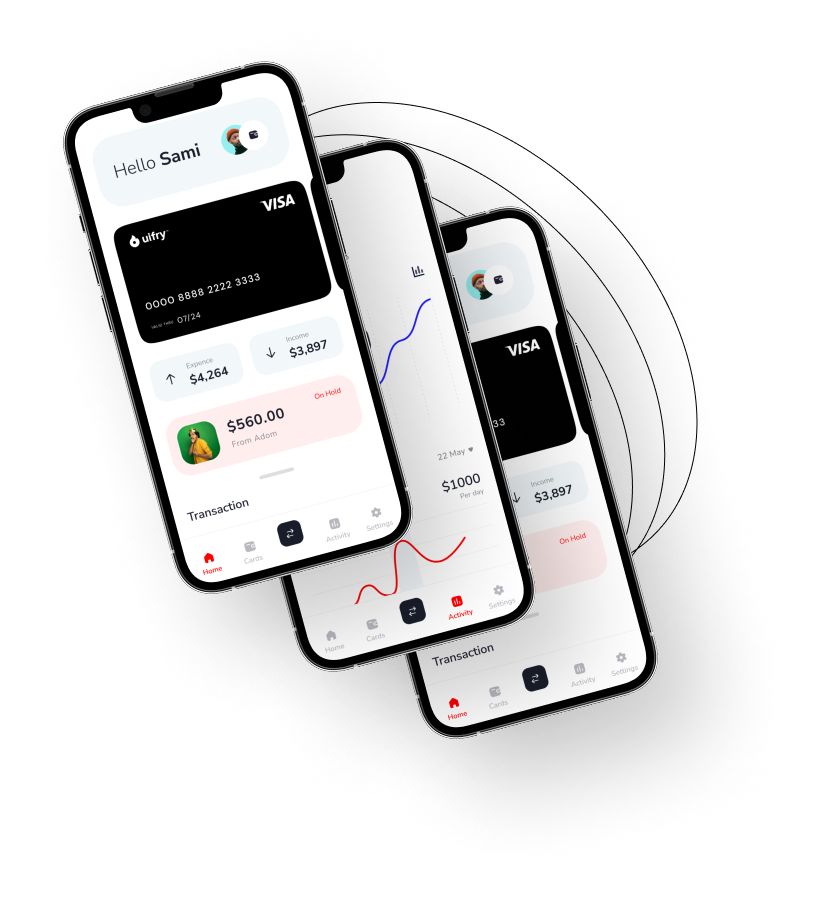 Hello Sami
VISA
uifry
0000 8888 2222 3333
VALID THRU 07/24
Expence
$4,264
Income
$3,897
On Hold
$560.00
From Adom
Transaction
Home
Cards
Activity
Settings
22 May
$1000
Per day
Home
Cards
Activity
Settings
VISA
33
Income
$3,897
On Hold
Transaction
Home
Cards
Activity
Settings